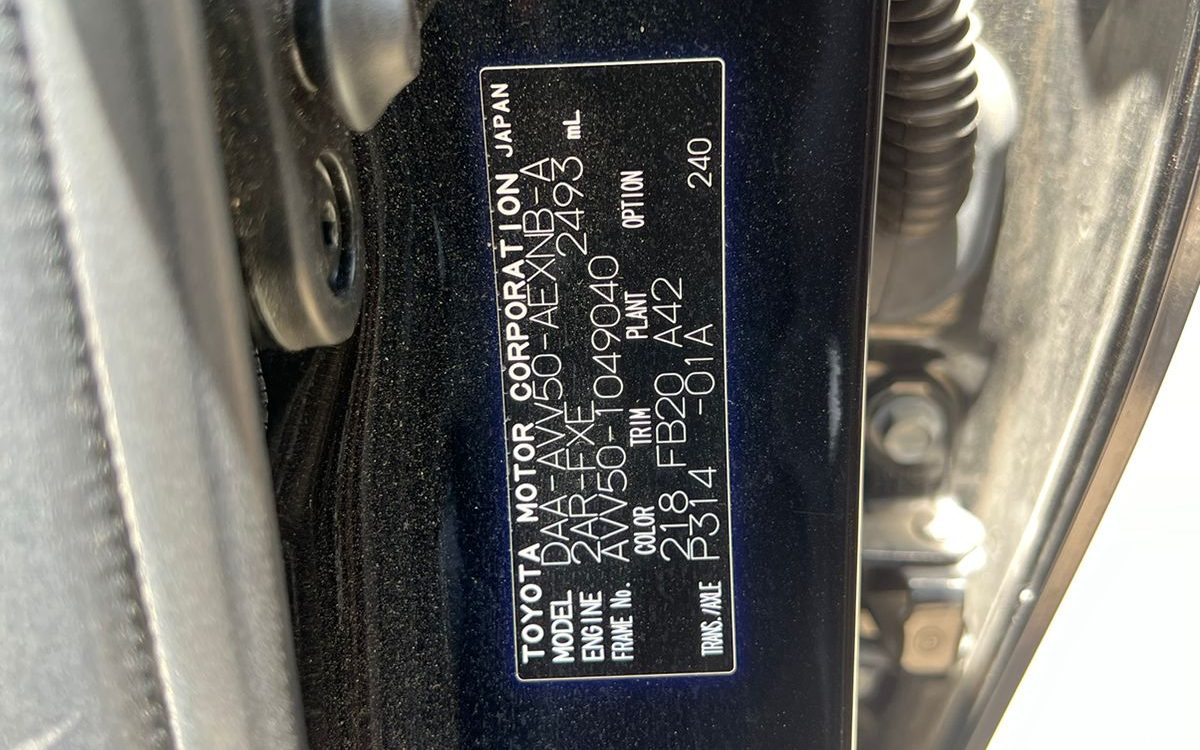 TOYOTA MOTOR CORPORATION JAPAN
MODEL DAA-AVV50-AEXNB-A
ENGINE 2AR-FXE 2493 mL
FRAME No. AVV50-1049040
COLOR TRIM PLANT OPTION
218 FB20 A42
TRANS./AXLE P314 -01A 240